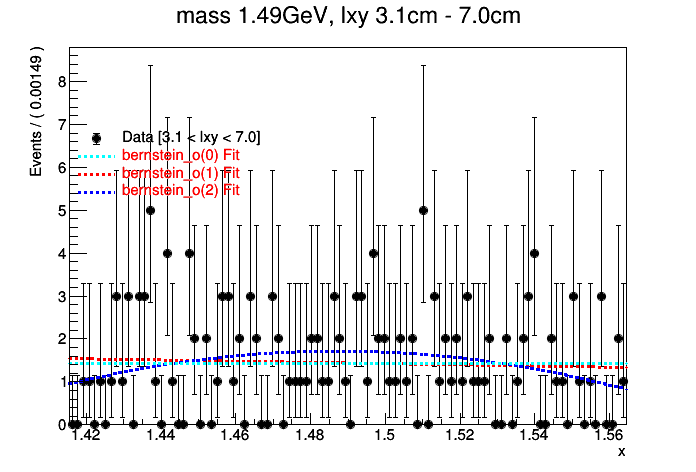 mass 1.49GeV, lxy 3.1cm - 7.0cm
Events / ( 0.00149 )
8
7
Data [3.1 < lxy < 7.0]
bernstein_o(0) Fit
6
bernstein_o(1) Fit
bernstein_o(2) Fit
5
4
3
2
1
0
1.42 1.44 1.46 1.48 1.5 1.52 1.54 1.56
x